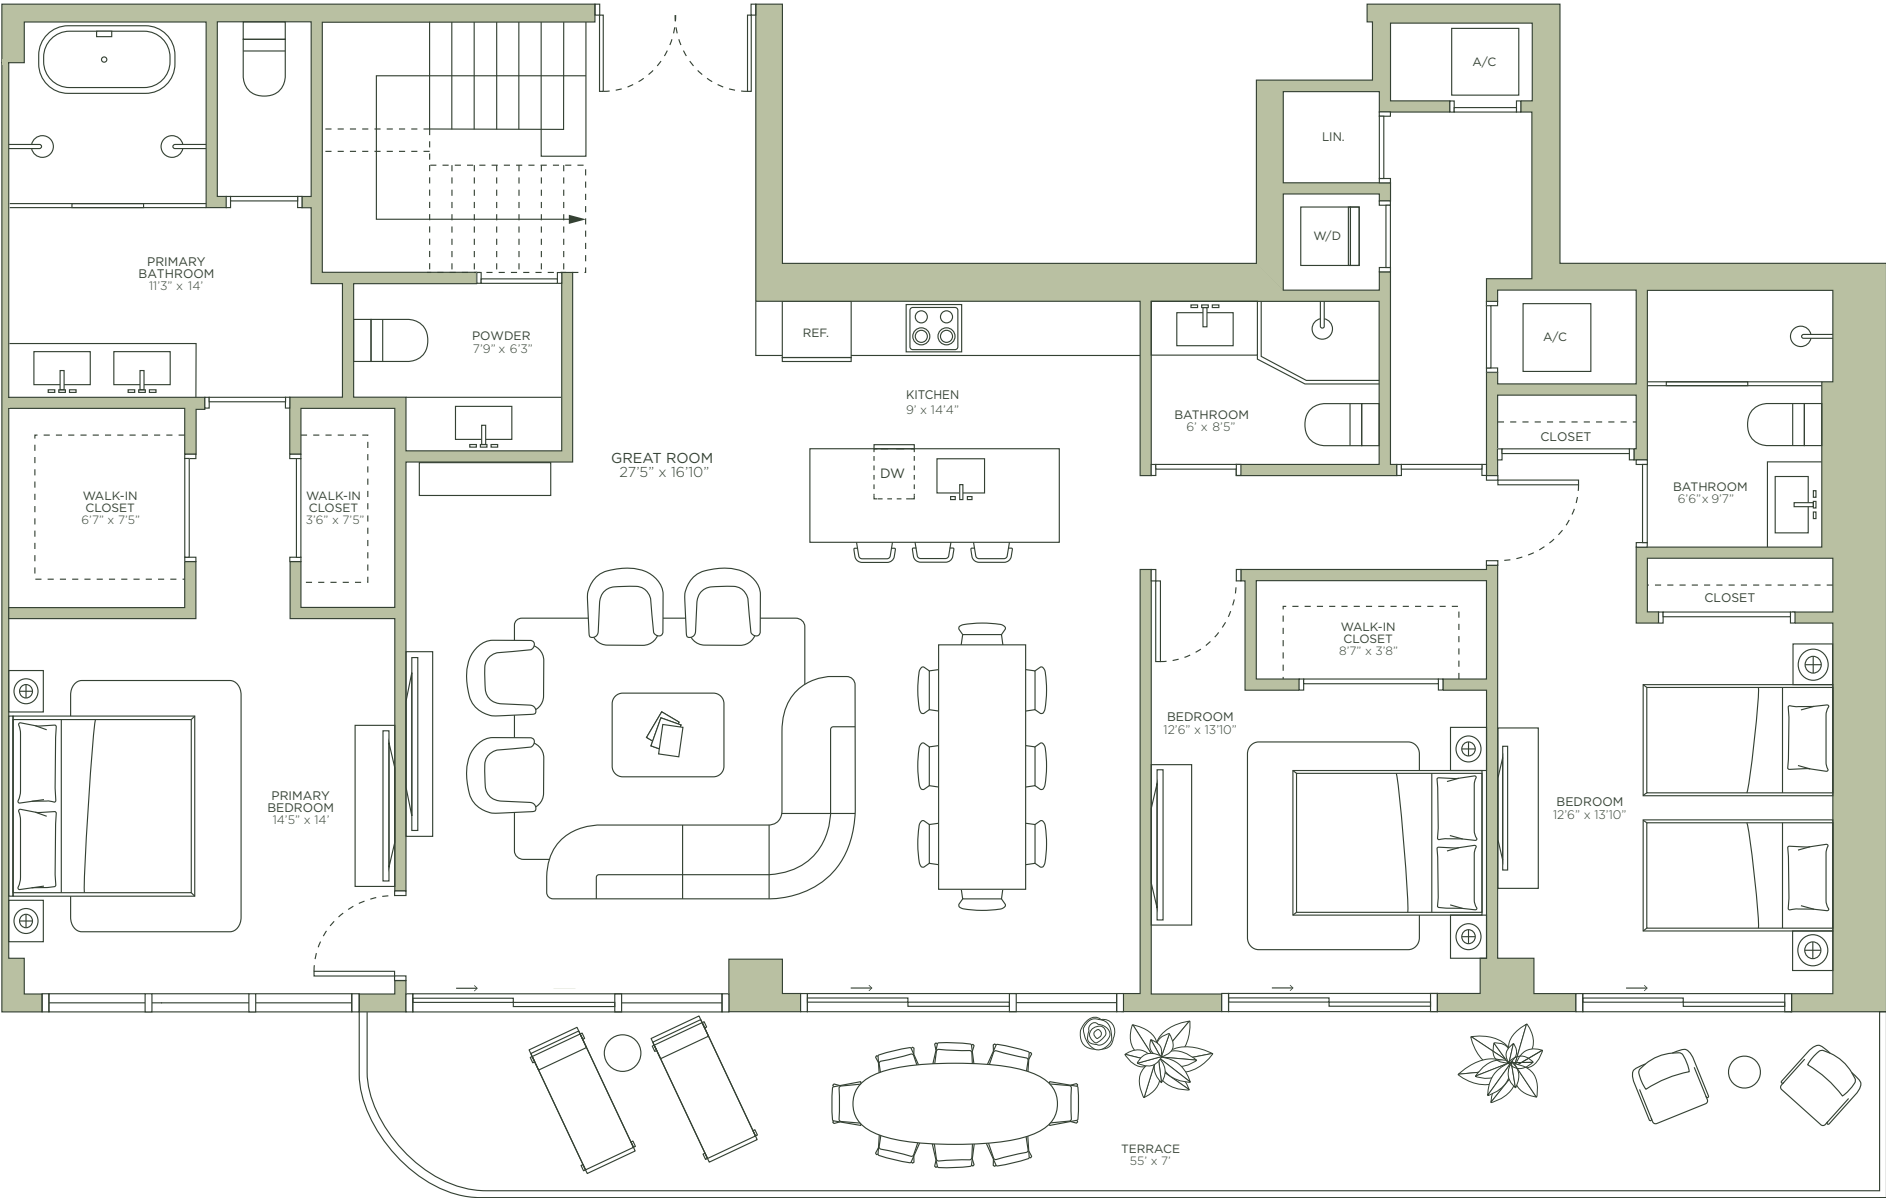 A/C
LIN.
W/D
PRIMARY
BATHROOM
11'3" x 14'
POWDER
7'9" x 6'3"
REF.
A/C
KITCHEN
9' x 14'4"
BATHROOM
6' x 8'5"
CLOSET
GREAT ROOM
27'5" x 16'10"
DW
WALK-IN
CLOSET
6'7" x 7'5"
WALK-IN
CLOSET
3'6" x 7'5"
BATHROOM
6'6" x 9'7"
CLOSET
WALK-IN
CLOSET
8'7" x 3'8"
BEDROOM
12'6" x 13'10"
PRIMARY
BEDROOM
14'5" x 14'
BEDROOM
12'6" x 13'10"
TERRACE
55' x 7'